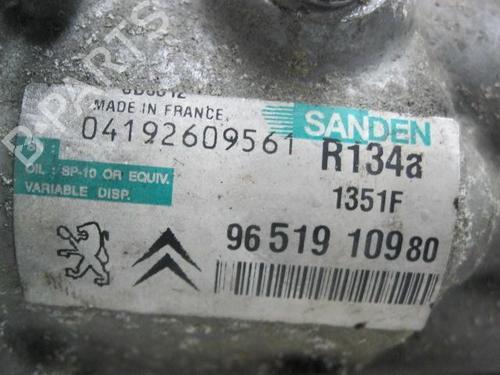 MADE IN FRANCE
SANDEN
04192609561
R134a
OIL : SP-10 OR EQUIV.
VARIABLE DISP.
1351F
96 519 109 80
B-PARTS